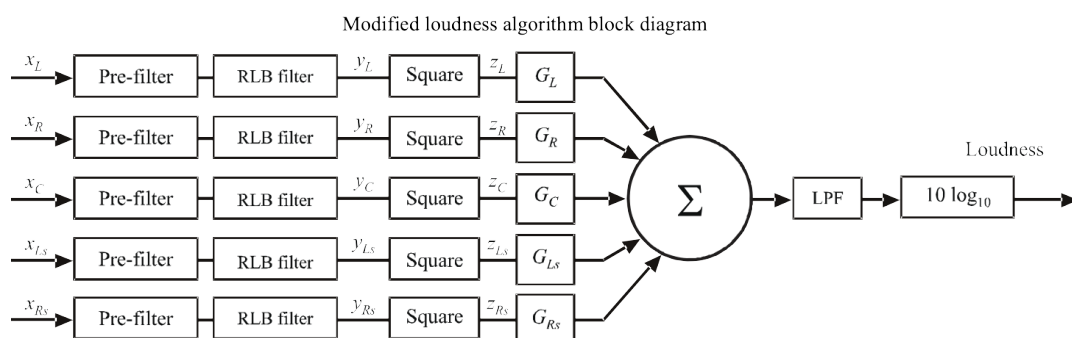 Modified loudness algorithm block diagram
x_L Pre-filter RLB filter y_L Square z_L G_L
x_R Pre-filter RLB filter y_R Square z_R G_R
Loudness
x_C Pre-filter RLB filter y_C Square z_C G_C Σ LPF 10 log₁₀
x_Ls Pre-filter RLB filter y_Ls Square z_Ls G_Ls
x_Rs Pre-filter RLB filter y_Rs Square z_Rs G_Rs